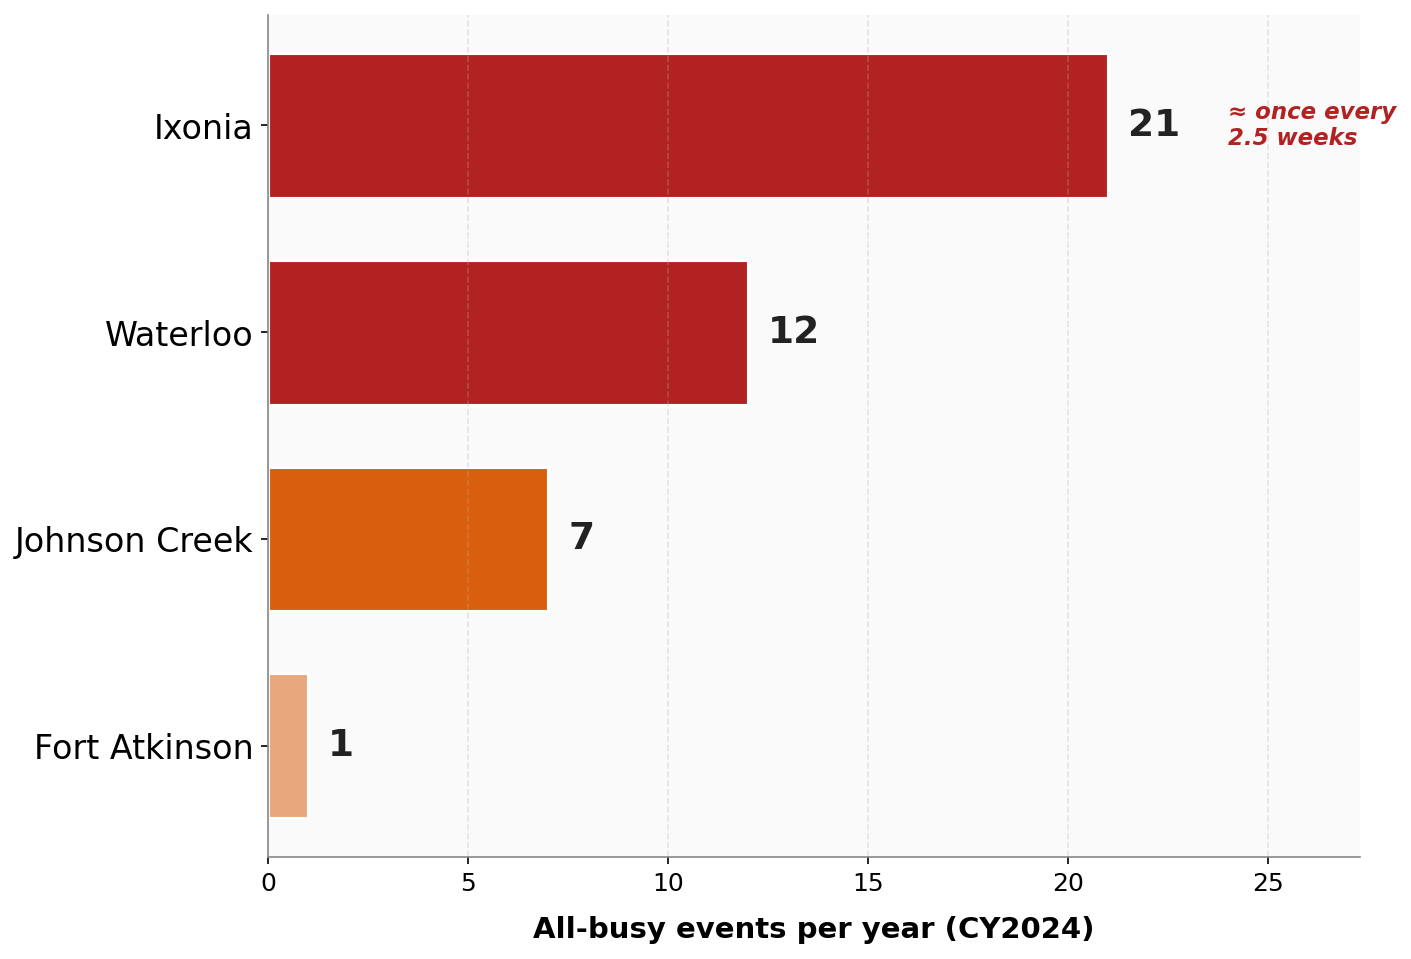 Ixonia
21
≈ once every
2.5 weeks
Waterloo
12
Johnson Creek
7
Fort Atkinson
1
0 5 10 15 20 25
All-busy events per year (CY2024)